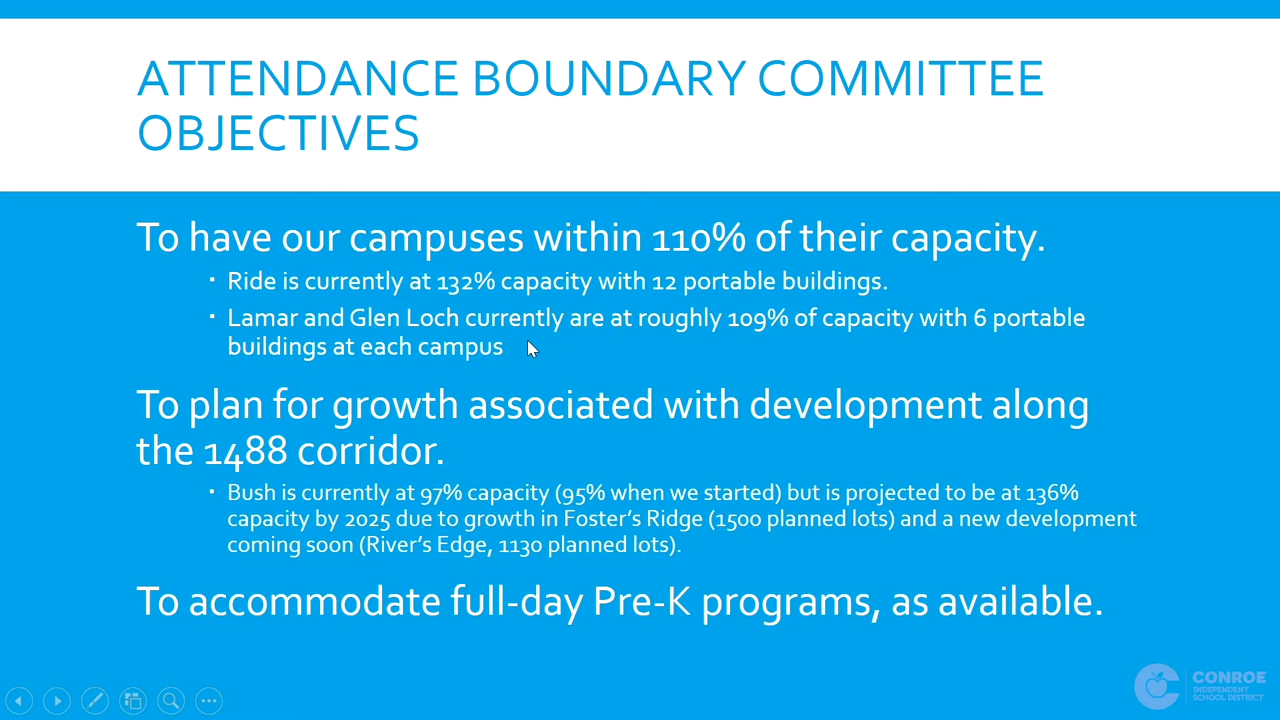 ATTENDANCE BOUNDARY COMMITTEE
OBJECTIVES
To have our campuses within 110% of their capacity.
▪ Ride is currently at 132% capacity with 12 portable buildings.
▪ Lamar and Glen Loch currently are at roughly 109% of capacity with 6 portable
buildings at each campus
To plan for growth associated with development along
the 1488 corridor.
▪ Bush is currently at 97% capacity (95% when we started) but is projected to be at 136%
capacity by 2025 due to growth in Foster's Ridge (1500 planned lots) and a new development
coming soon (River's Edge, 1130 planned lots).
To accommodate full-day Pre-K programs, as available.
CONROE
INDEPENDENT
SCHOOL DISTRICT